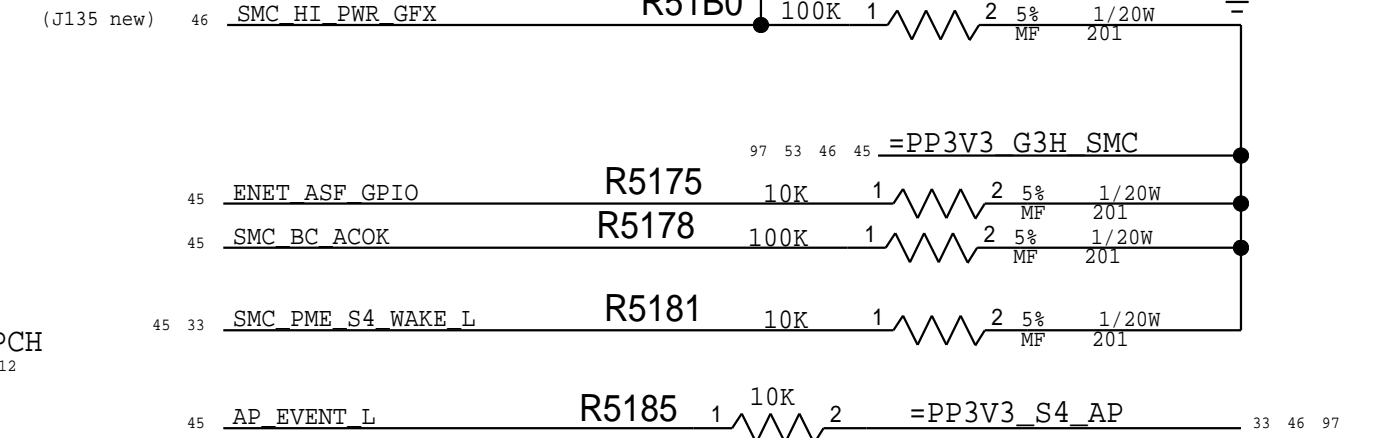 (J135 new) 46 SMC_HI_PWR_GFX R51B0 100K 1 2 5% 1/20W
MF 201
97 53 46 45 =PP3V3_G3H_SMC
45 ENET_ASF_GPIO R5175 10K 1 2 5% 1/20W
MF 201
45 SMC_BC_ACOK R5178 100K 1 2 5% 1/20W
MF 201
45 33 SMC_PME_S4_WAKE_L R5181 10K 1 2 5% 1/20W
MF 201
PCH
12
45 AP_EVENT_L R5185 1 10K 2 =PP3V3_S4_AP 33 46 97